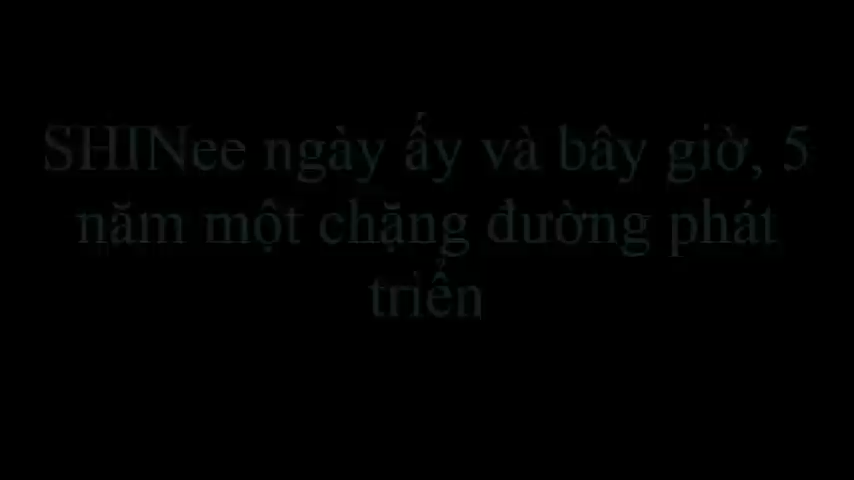 SHINee ngày ấy và bây giờ, 5
năm một chặng đường phát
triển